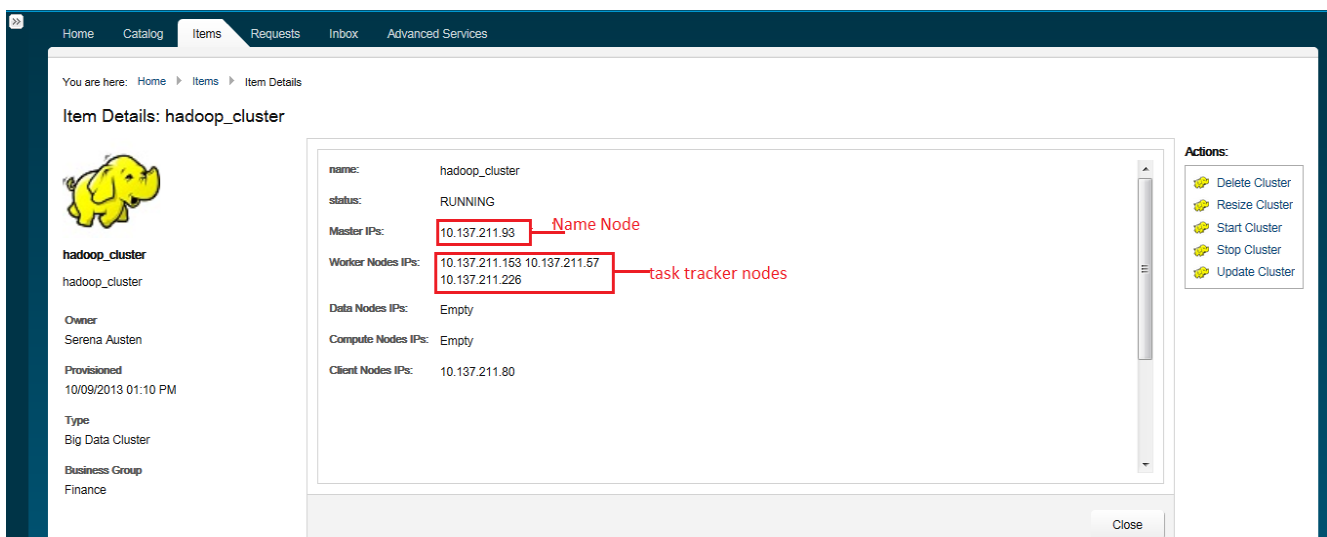 Home Catalog Items Requests Inbox Advanced Services
You are here: Home Items Item Details
Item Details: hadoop_cluster
hadoop_cluster
hadoop_cluster
Owner
Serena Austen
Provisioned
10/09/2013 01:10 PM
Type
Big Data Cluster
Business Group
Finance
name: hadoop_cluster
status: RUNNING
Master IPs: 10.137.211.93 Name Node
Worker Nodes IPs: 10.137.211.153 10.137.211.57
10.137.211.226 task tracker nodes
Data Nodes IPs: Empty
Compute Nodes IPs: Empty
Client Nodes IPs: 10.137.211.80
Close
Actions:
Delete Cluster
Resize Cluster
Start Cluster
Stop Cluster
Update Cluster